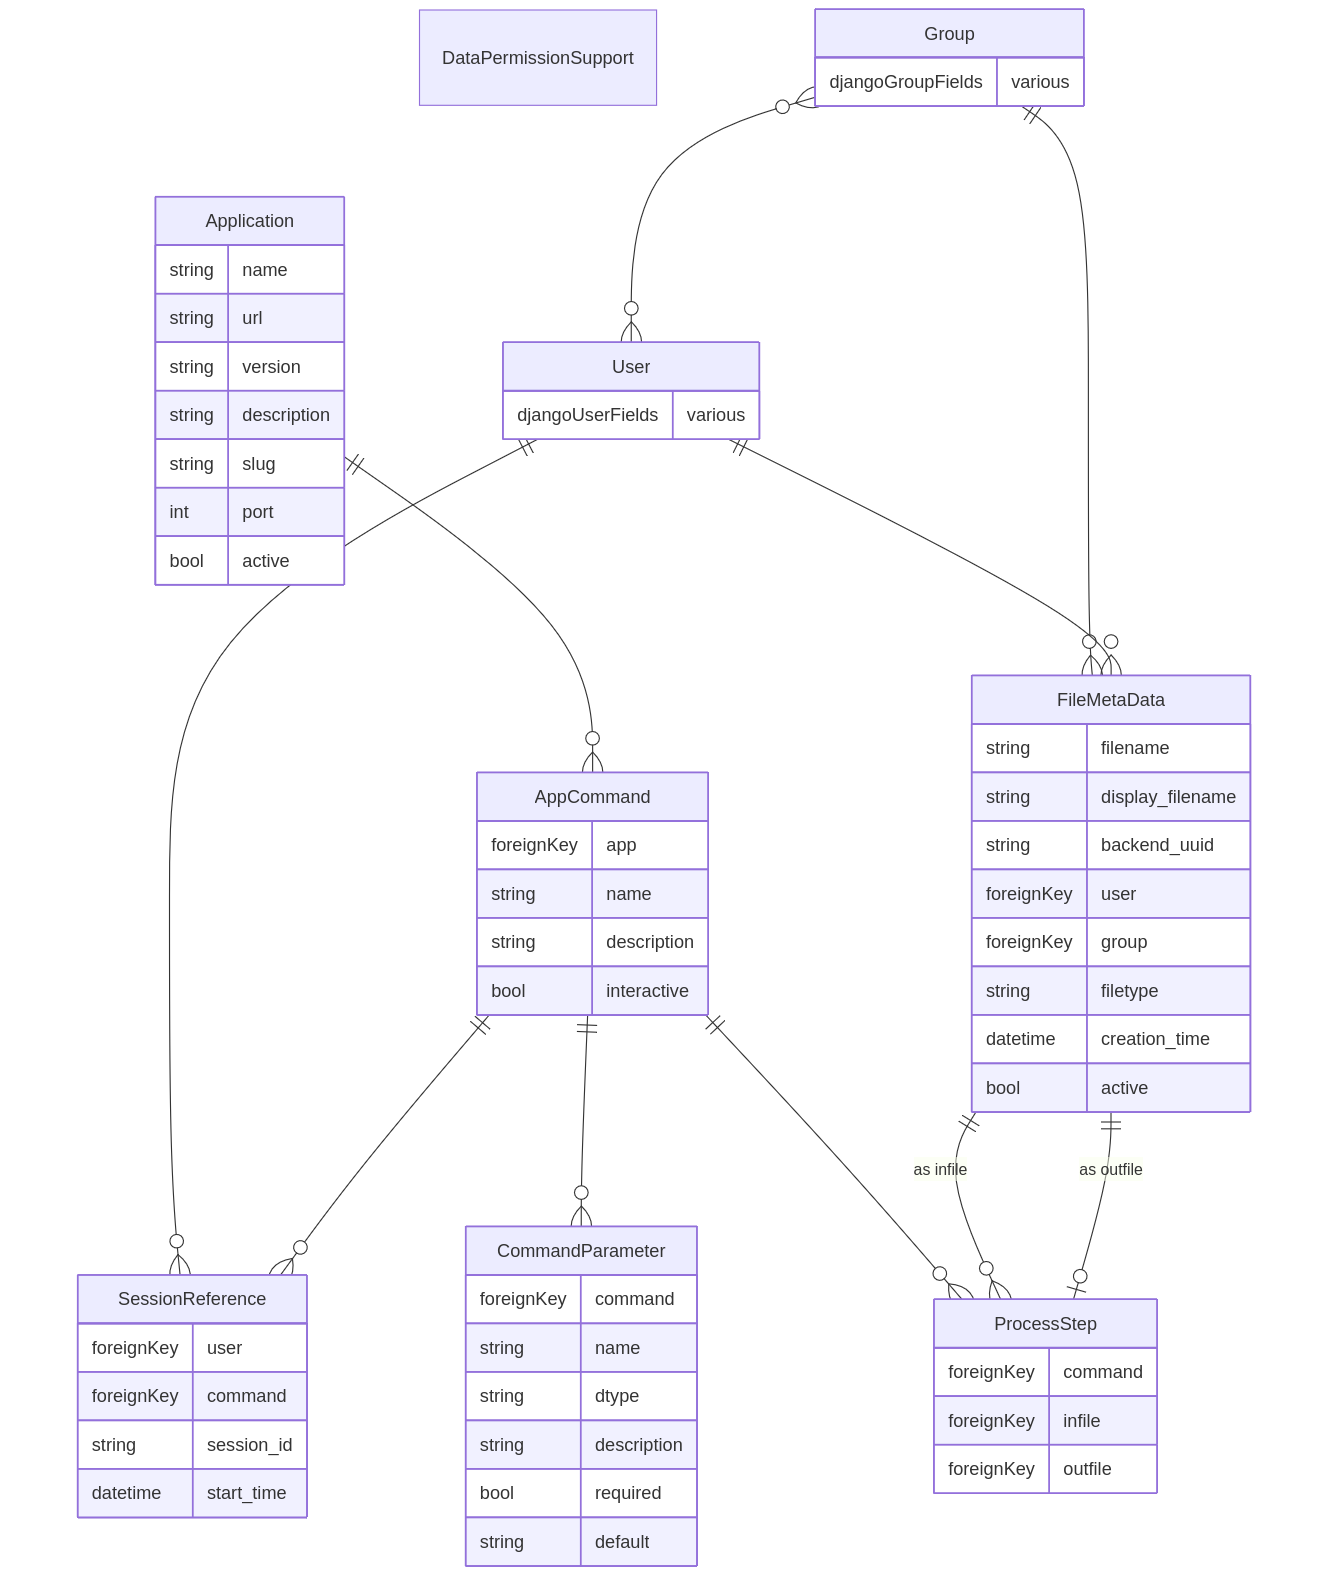 DataPermissionSupport
Group
djangoGroupFields various
Application
string name
string url
string version
string description
string slug
int port
bool active
User
djangoUserFields various
FileMetaData
string filename
string display_filename
string backend_uuid
foreignKey user
foreignKey group
string filetype
datetime creation_time
bool active
AppCommand
foreignKey app
string name
string description
bool interactive
as infile
as outfile
SessionReference
foreignKey user
foreignKey command
string session_id
datetime start_time
CommandParameter
foreignKey command
string name
string dtype
string description
bool required
string default
ProcessStep
foreignKey command
foreignKey infile
foreignKey outfile